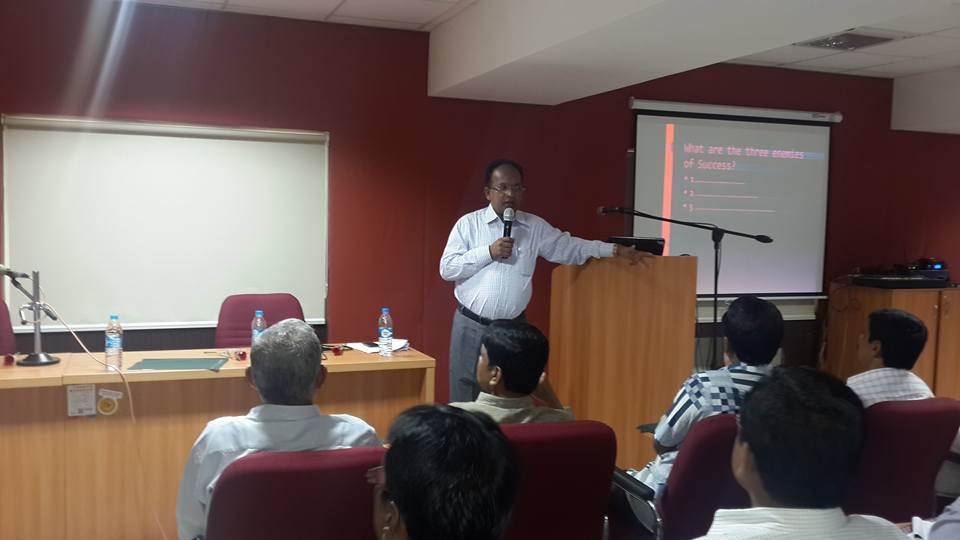 What are the three enemies
of Success?
* 1
* 2
* 3